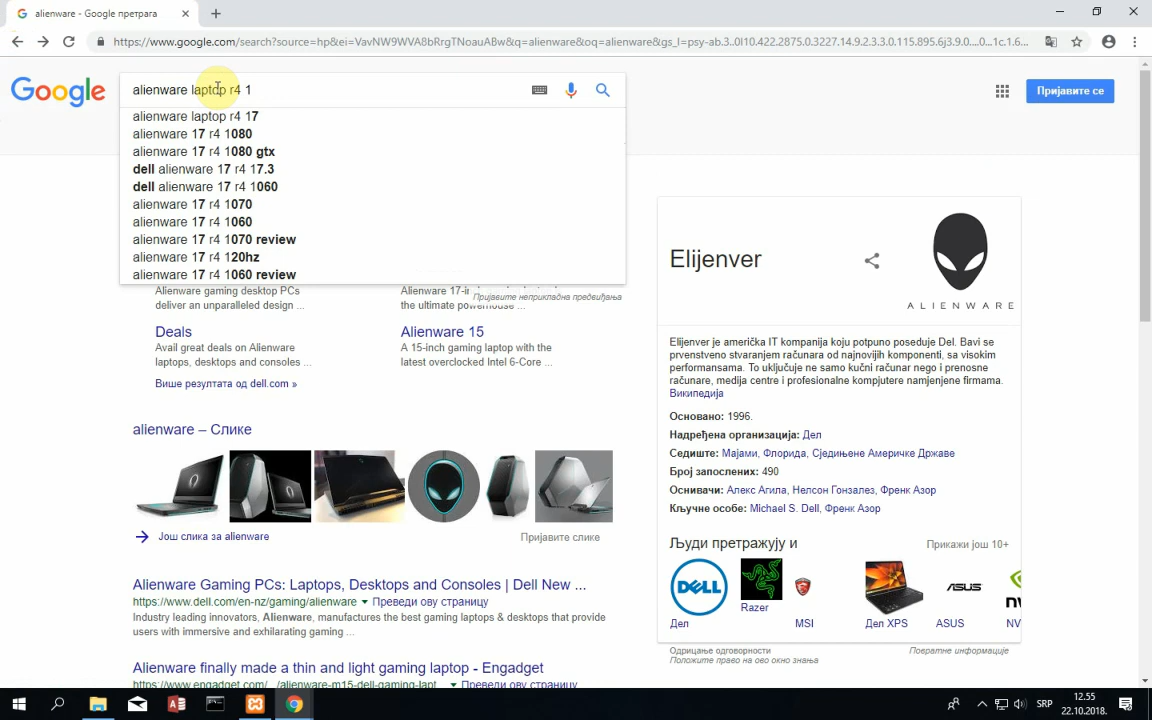 alienware - Google претрага
https://www.google.com/search?source=hp&ei=VavNW9WVA8bRrgTNoauABw&q=alienware&oq=alienware&gs_l=psy-ab.3..0l10.422.2875.0.3227.14.9.2.3.3.0.115.895.6j3.9.0....0...1c.1.6...
Google
alienware laptop r4 1
Пријавите се
alienware laptop r4 17
alienware 17 r4 1080
alienware 17 r4 1080 gtx
dell alienware 17 r4 17.3
dell alienware 17 r4 1060
alienware 17 r4 1070
alienware 17 r4 1060
alienware 17 r4 1070 review
alienware 17 r4 120hz
alienware 17 r4 1060 review
Пријавите неприкладна предвиђања
Alienware gaming desktop PCs
deliver an unparalleled design ...
Alienware 17-in
the ultimate powerhouse ...
Deals
Avail great deals on Alienware
laptops, desktops and consoles ...
Alienware 15
A 15-inch gaming laptop with the
latest overclocked Intel 6-Core ...
Више резултата од dell.com »
alienware – Слике
Још слика за alienware
Пријавите слике
Alienware Gaming PCs: Laptops, Desktops and Consoles | Dell New ...
https://www.dell.com/en-nz/gaming/alienware ▾ Преведи ову страницу
Industry leading innovators, Alienware, manufactures the best gaming laptops & desktops that provide
users with immersive and exhilarating gaming ...
Alienware finally made a thin and light gaming laptop - Engadget
https://www.engadget.com/.../alienware-m15-dell-gaming-lapt... ▾ Преведи ову страницу
Elijenver
ALIENWARE
Elijenver je američka IT kompanija koju potpuno poseduje Del. Bavi se
prvenstveno stvaranjem računara od najnovijih komponenti, sa visokim
performansama. To uključuje ne samo kućni računar nego i prenosne
računare, medija centre i profesionalne kompjutere namjenjene firmama.
Википедија
Основано: 1996.
Надређена организација: Дел
Седиште: Мајами, Флорида, Сједињене Америчке Државе
Број запослених: 490
Оснивачи: Алекс Агила, Нелсон Гонзалез, Френк Азор
Кључне особе: Michael S. Dell, Френк Азор
Људи претражују и
Прикажи још 10+
DELL
ASUS
NV
Дел
Razer
MSI
Дел XPS
ASUS
NV
Одрицање одговорности
Положите право на ово окно знања
Повратне информације
SRP
12.55
22.10.2018.